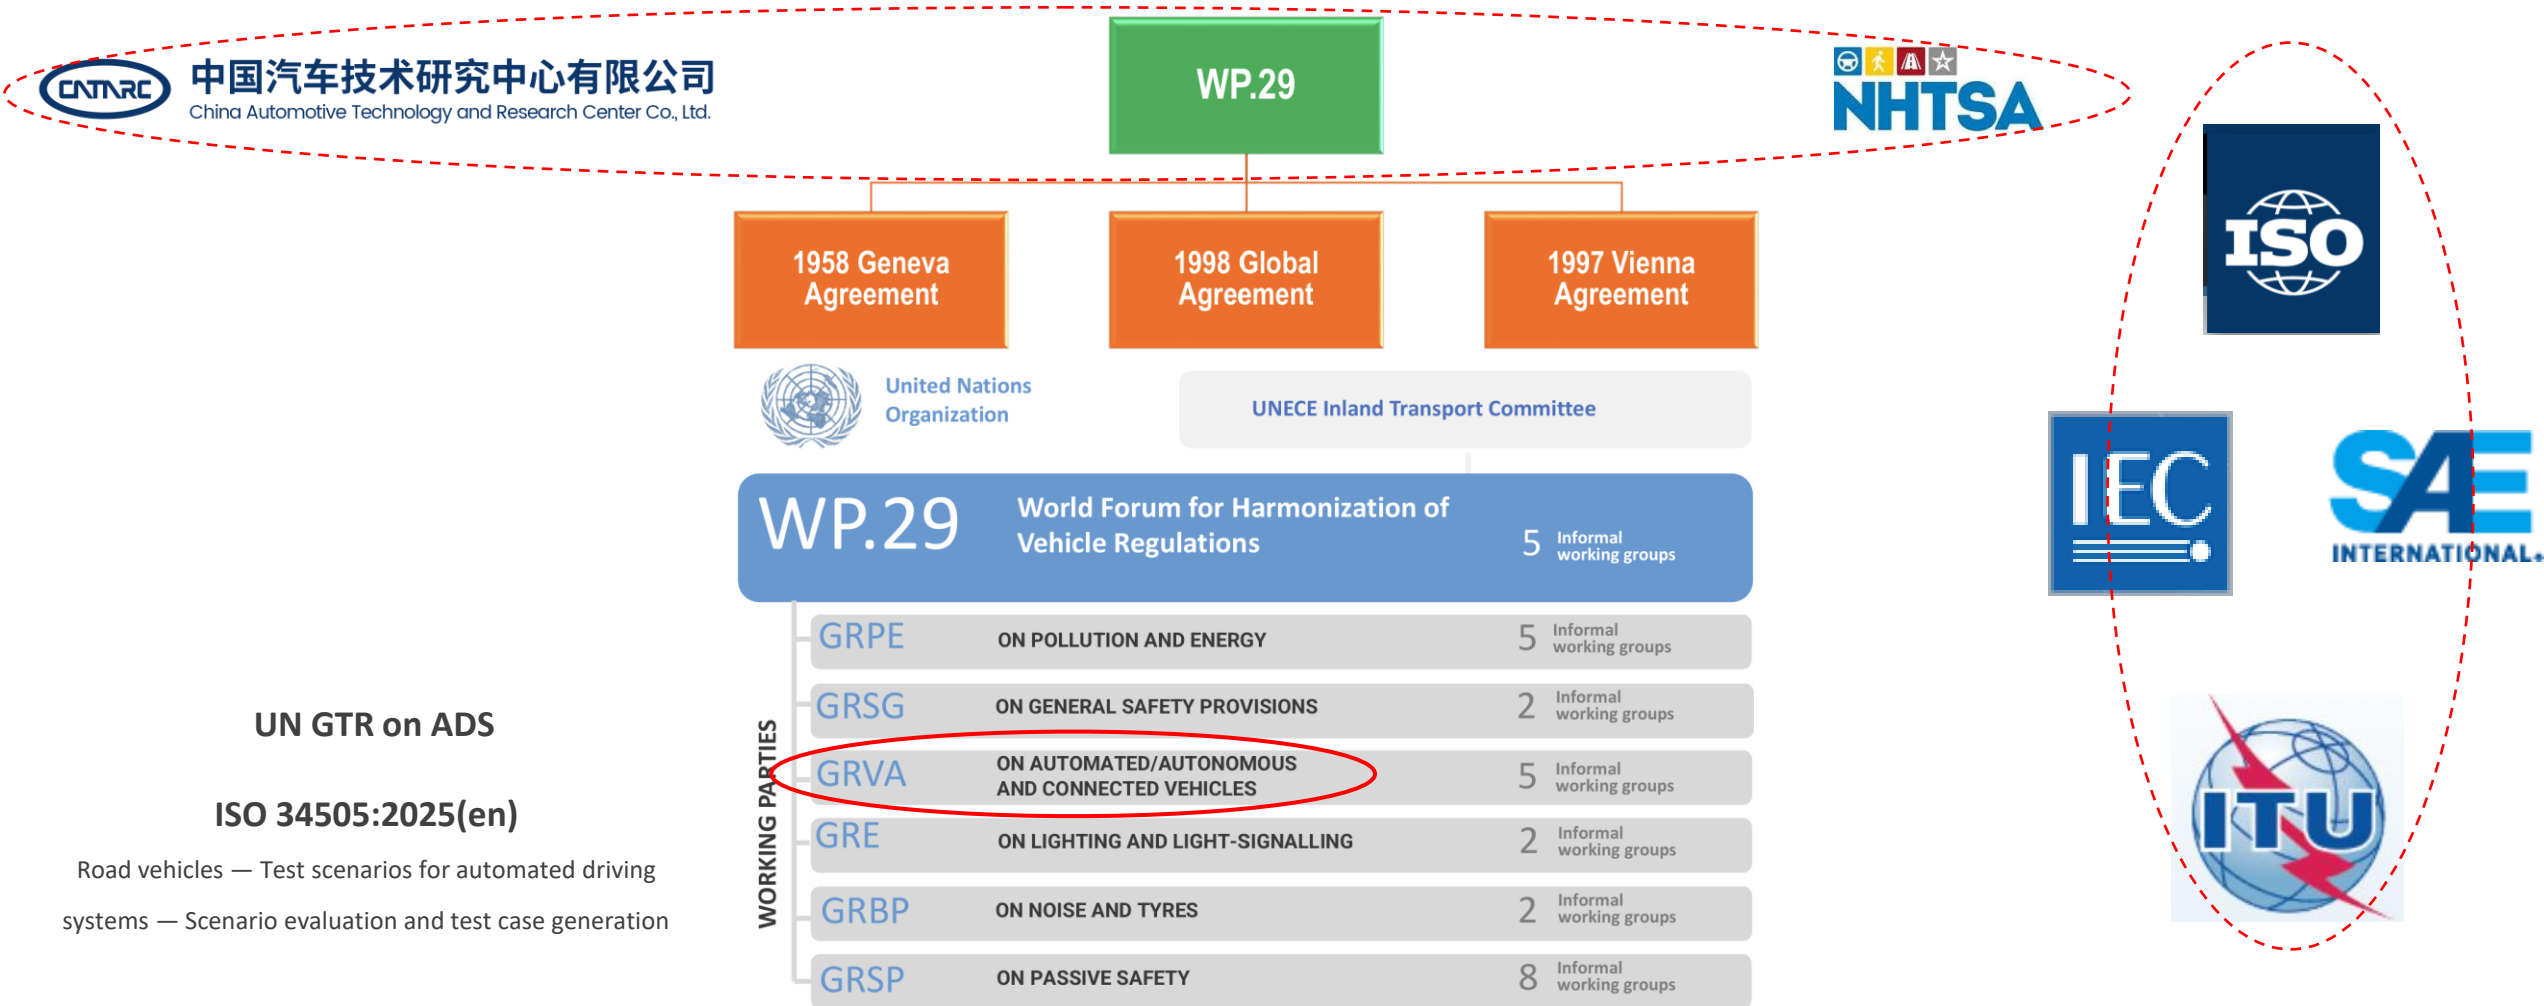 CATARC
中国汽车技术研究中心有限公司
China Automotive Technology and Research Center Co., Ltd.
WP.29
NHTSA
1958 Geneva
Agreement
1998 Global
Agreement
1997 Vienna
Agreement
ISO
United Nations
Organization
UNECE Inland Transport Committee
IEC
SAE
INTERNATIONAL®
WP.29
World Forum for Harmonization of
Vehicle Regulations
5 Informal
working groups
WORKING PARTIES
GRPE ON POLLUTION AND ENERGY 5 Informal
working groups
GRSG ON GENERAL SAFETY PROVISIONS 2 Informal
working groups
GRVA ON AUTOMATED/AUTONOMOUS
AND CONNECTED VEHICLES 5 Informal
working groups
GRE ON LIGHTING AND LIGHT-SIGNALLING 2 Informal
working groups
GRBP ON NOISE AND TYRES 2 Informal
working groups
GRSP ON PASSIVE SAFETY 8 Informal
working groups
ITU
UN GTR on ADS
ISO 34505:2025(en)
Road vehicles — Test scenarios for automated driving
systems — Scenario evaluation and test case generation